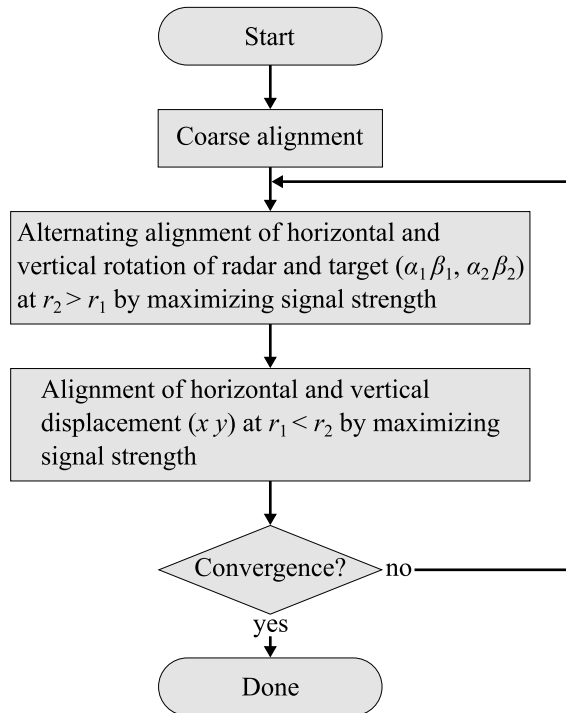 Start
Coarse alignment
Alternating alignment of horizontal and
vertical rotation of radar and target (α₁ β₁, α₂ β₂)
at r₂ > r₁ by maximizing signal strength
Alignment of horizontal and vertical
displacement (x y) at r₁ < r₂ by maximizing
signal strength
Convergence?
no
yes
Done